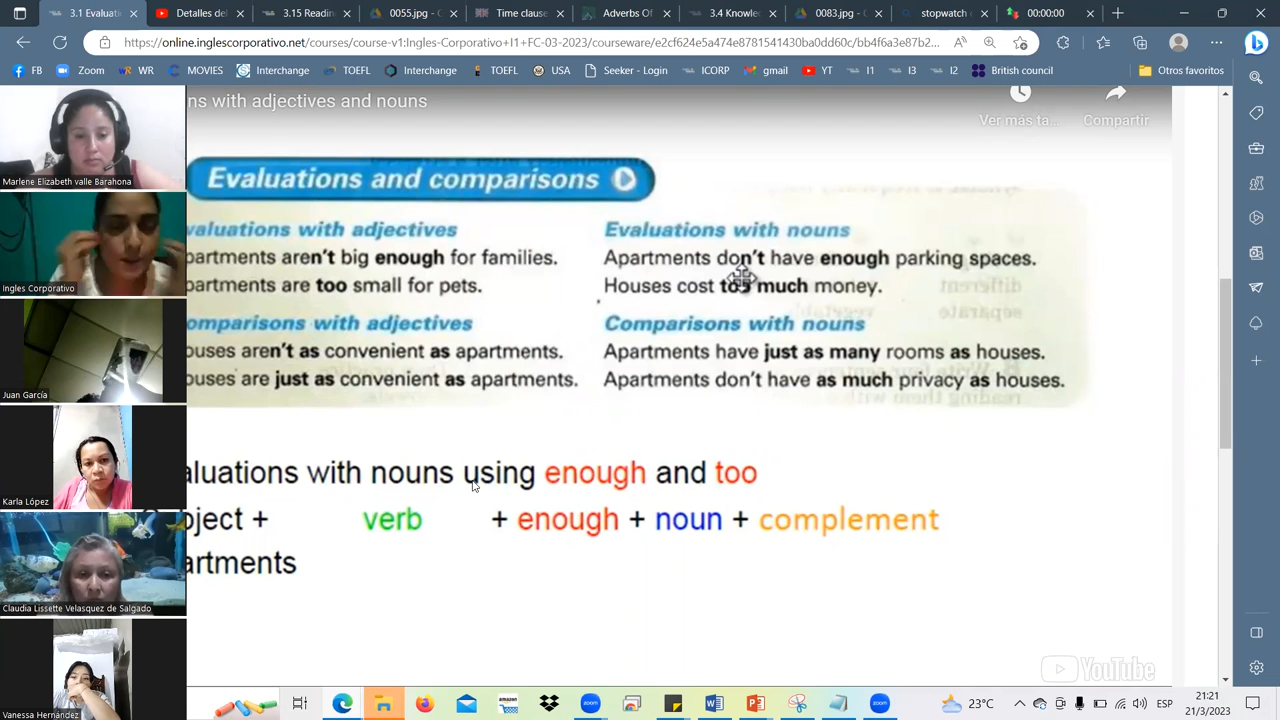 3.1 Evaluati
Detalles del
3.15 Readin
0055.jpg - G
Time clause
Adverbs Of
3.4 Knowle
0083.jpg
stopwatch
00:00:00
https://online.inglescorporativo.net/courses/course-v1:Ingles-Corporativo+I1+FC-03-2023/courseware/e2cf624e5a474e8781541430ba0dd60c/bb4f6a3e87b2...
FB
Zoom
WR
MOVIES
Interchange
TOEFL
Interchange
TOEFL
USA
Seeker - Login
ICORP
gmail
YT
I1
I3
I2
British council
Otros favoritos
ns with adjectives and nouns
Ver más ta...
Compartir
Evaluations and comparisons
valuations with adjectives
partments aren't big enough for families.
partments are too small for pets.
omparisons with adjectives
ouses aren't as convenient as apartments.
ouses are just as convenient as apartments.
Evaluations with nouns
Apartments don't have enough parking spaces.
Houses cost too much money.
Comparisons with nouns
Apartments have just as many rooms as houses.
Apartments don't have as much privacy as houses.
aluations with nouns using enough and too
bject + verb + enough + noun + complement
artments
YouTube
Marlene Elizabeth valle Barahona
Ingles Corporativo
Juan García
Karla López
Claudia Lissette Velasquez de Salgado
Vanessa Hernández
23°C
ESP
21:21
21/3/2023